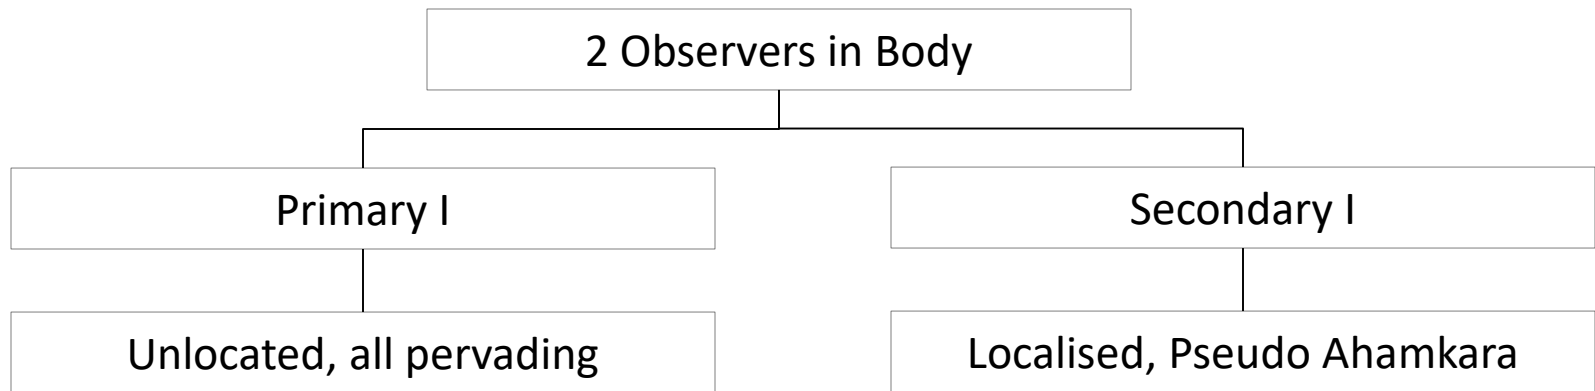 2 Observers in Body
Primary I
Secondary I
Unlocated, all pervading
Localised, Pseudo Ahamkara